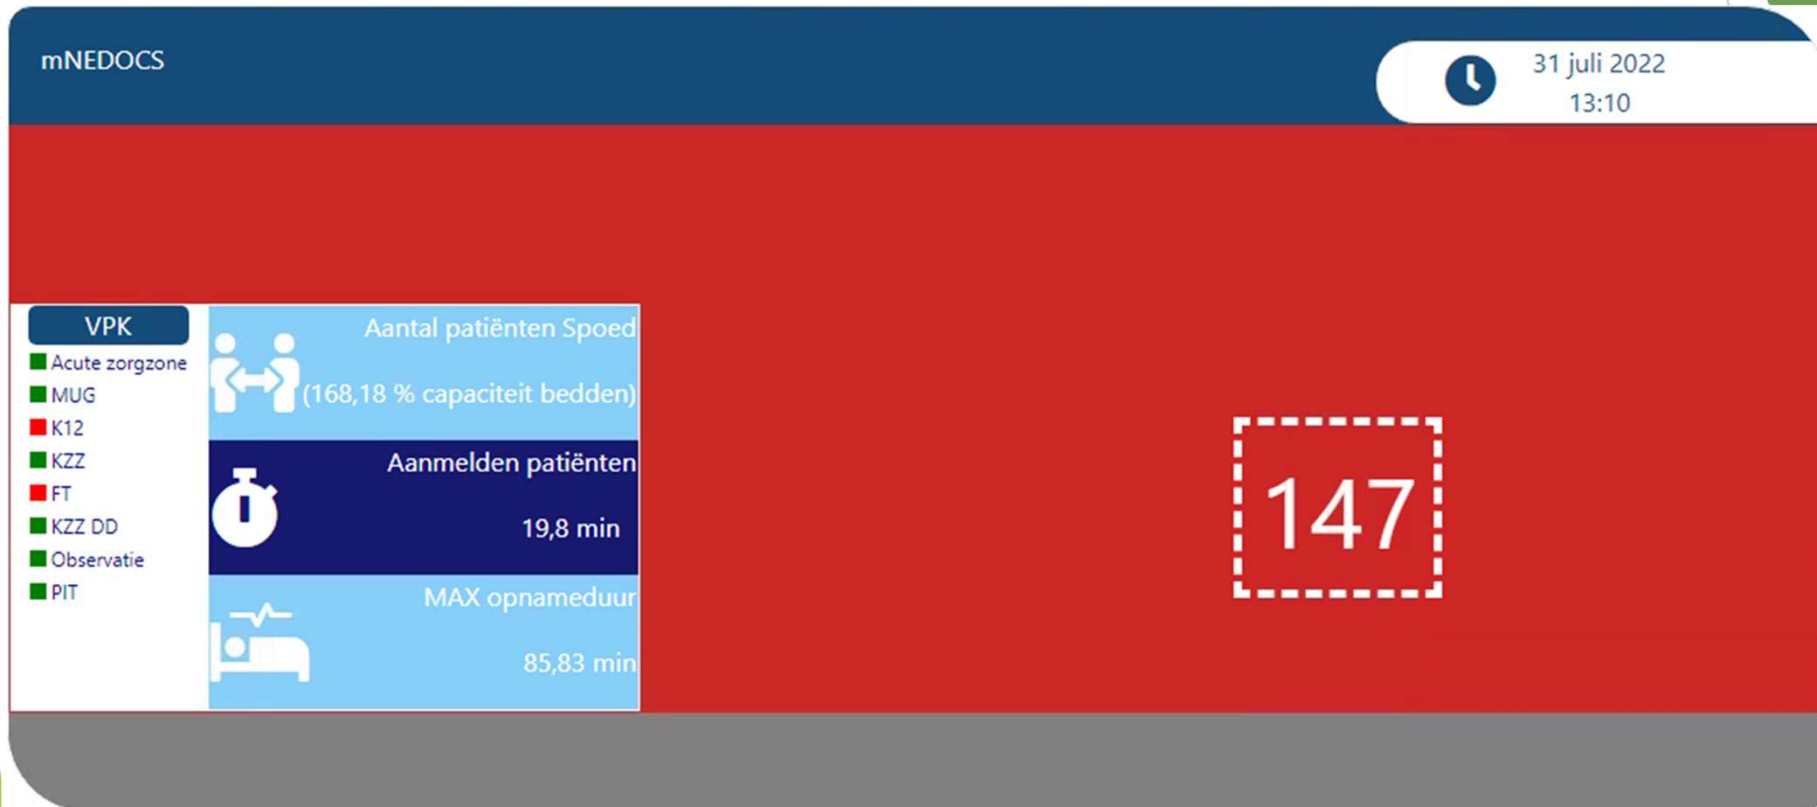 mNEDOCS
31 juli 2022
13:10
VPK
Acute zorgzone
MUG
K12
KZZ
FT
KZZ DD
Observatie
PIT
Aantal patiënten Spoed
(168,18 % capaciteit bedden)
Aanmelden patiënten
19,8 min
MAX opnameduur
85,83 min
147